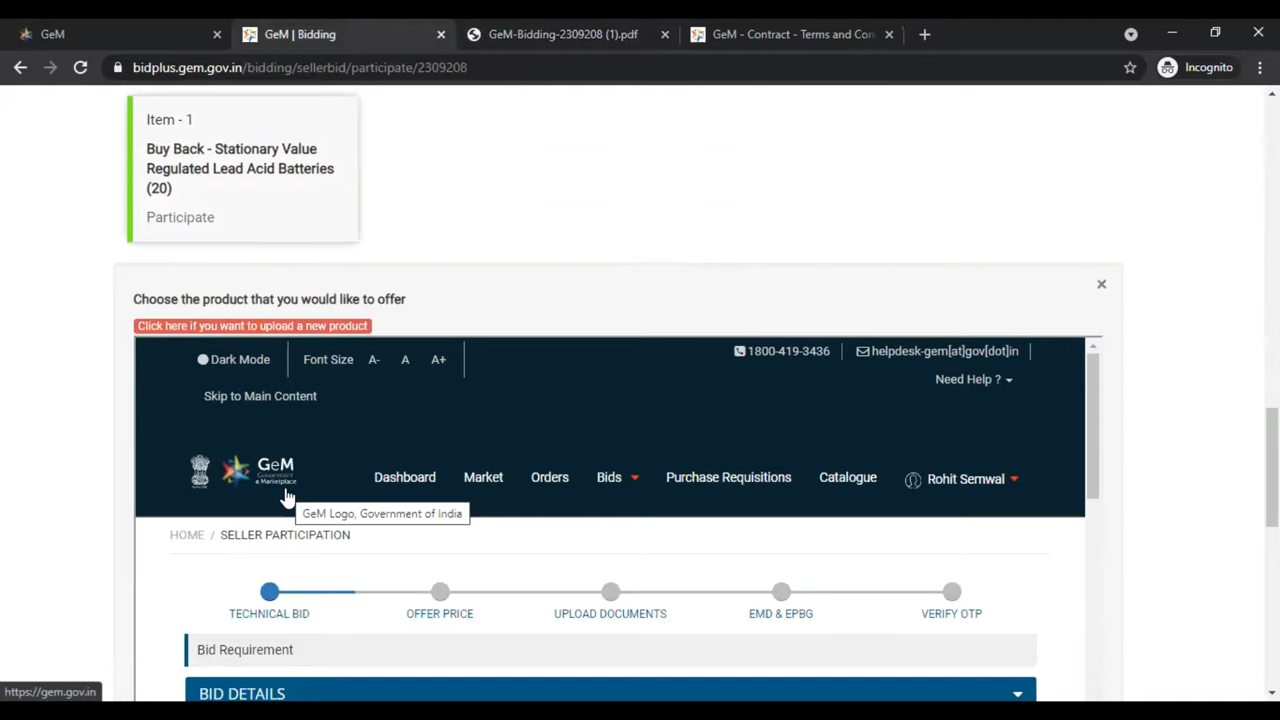 GeM
GeM | Bidding
GeM-Bidding-2309208 (1).pdf
GeM - Contract - Terms and Con
bidplus.gem.gov.in/bidding/sellerbid/participate/2309208
Incognito
Item - 1
Buy Back - Stationary Value
Regulated Lead Acid Batteries
(20)
Participate
Choose the product that you would like to offer
Click here if you want to upload a new product
Dark Mode
Font Size A- A A+
1800-419-3436
helpdesk-gem[at]gov[dot]in
Need Help ?
Skip to Main Content
GeM
Government
e Marketplace
Dashboard
Market
Orders
Bids
Purchase Requisitions
Catalogue
Rohit Semwal
GeM Logo, Government of India
HOME / SELLER PARTICIPATION
TECHNICAL BID
OFFER PRICE
UPLOAD DOCUMENTS
EMD & EPBG
VERIFY OTP
Bid Requirement
BID DETAILS
https://gem.gov.in